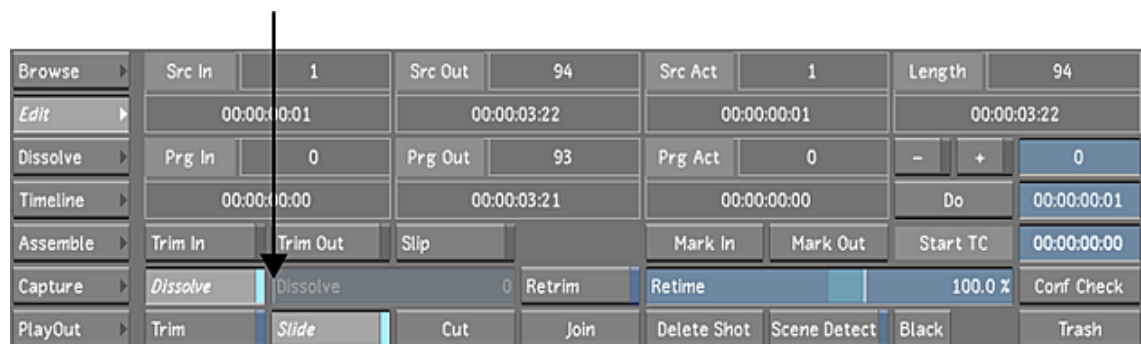 Browse Src In 1 Src Out 94 Src Act 1 Length 94
Edit 00:00:00:01 00:00:03:22 00:00:00:01 00:00:03:22
Dissolve Prg In 0 Prg Out 93 Prg Act 0 - + 0
Timeline 00:00:00:00 00:00:03:21 00:00:00:00 Do 00:00:00:01
Assemble Trim In Trim Out Slip Mark In Mark Out Start TC 00:00:00:00
Capture Dissolve Dissolve 0 Retrim Retime 100.0 % Conf Check
PlayOut Trim Slide Cut Join Delete Shot Scene Detect Black Trash